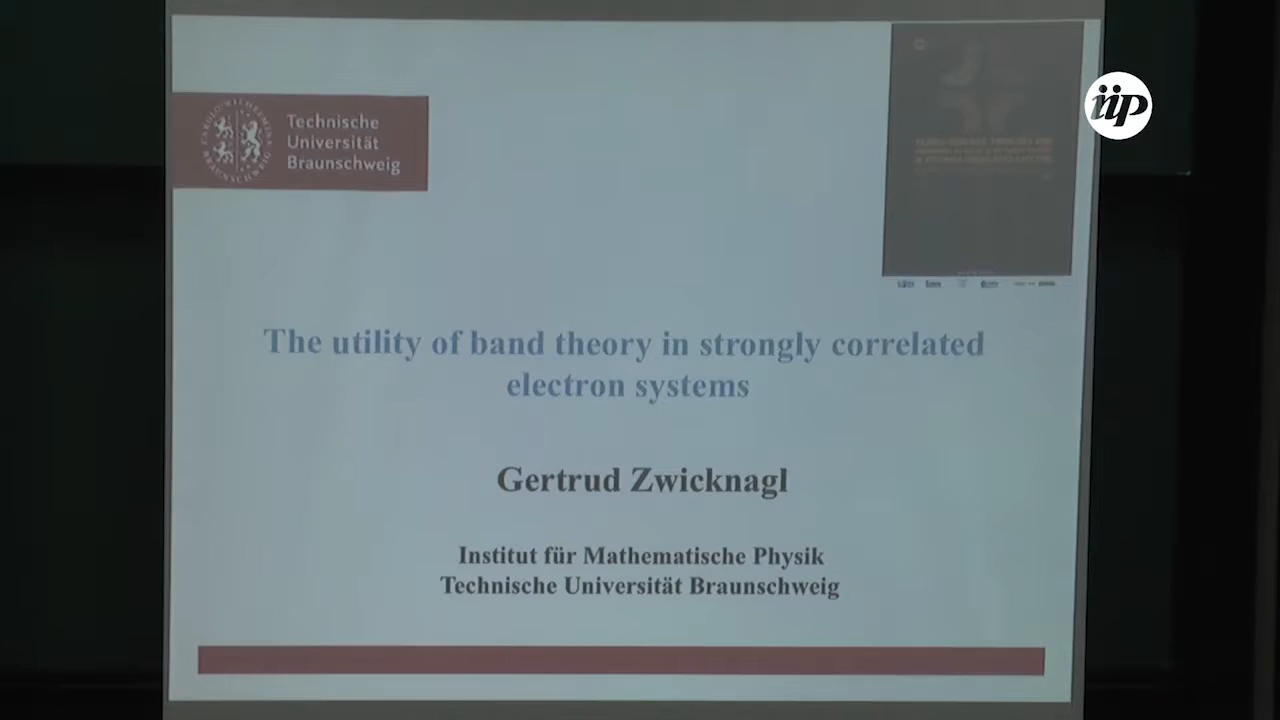 Technische
Universität
Braunschweig
iip
The utility of band theory in strongly correlated
electron systems
Gertrud Zwicknagl
Institut für Mathematische Physik
Technische Universität Braunschweig